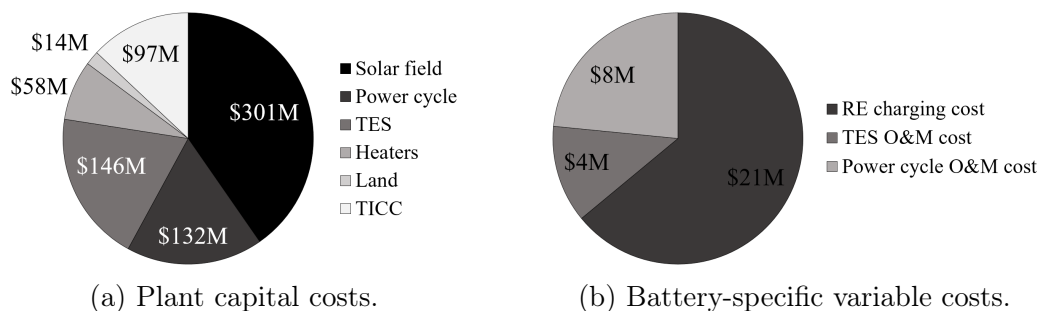 $14M
$97M
$58M
$301M
$146M
$132M
Solar field
Power cycle
TES
Heaters
Land
TICC
(a) Plant capital costs.
$8M
$4M
$21M
RE charging cost
TES O&M cost
Power cycle O&M cost
(b) Battery-specific variable costs.